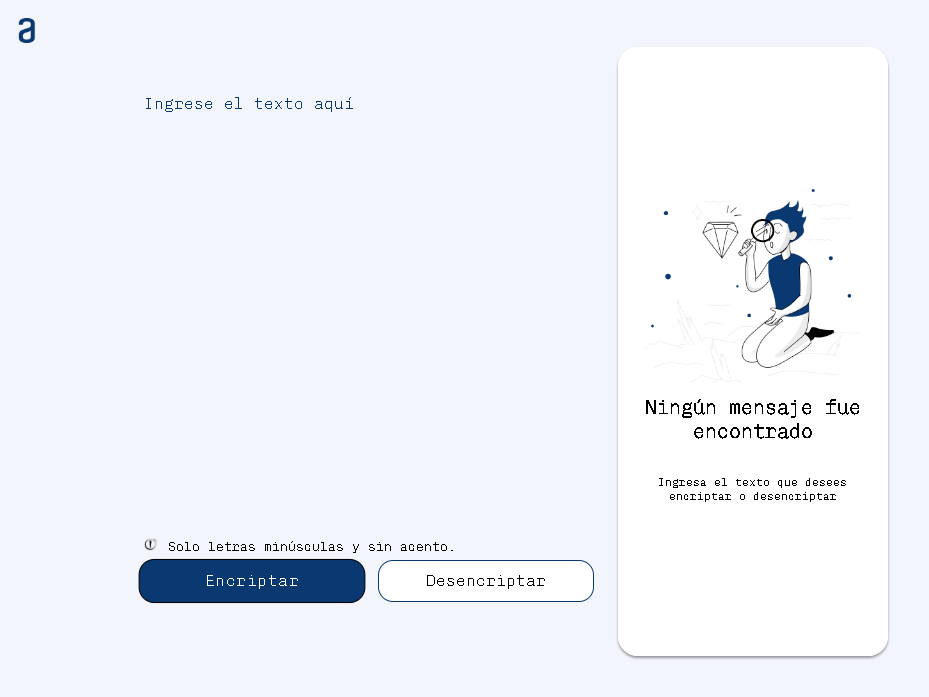 a
Ingrese el texto aquí
Ningún mensaje fue
encontrado
Ingresa el texto que desees
encriptar o desencriptar
Solo letras minúsculas y sin acento.
Encriptar
Desencriptar